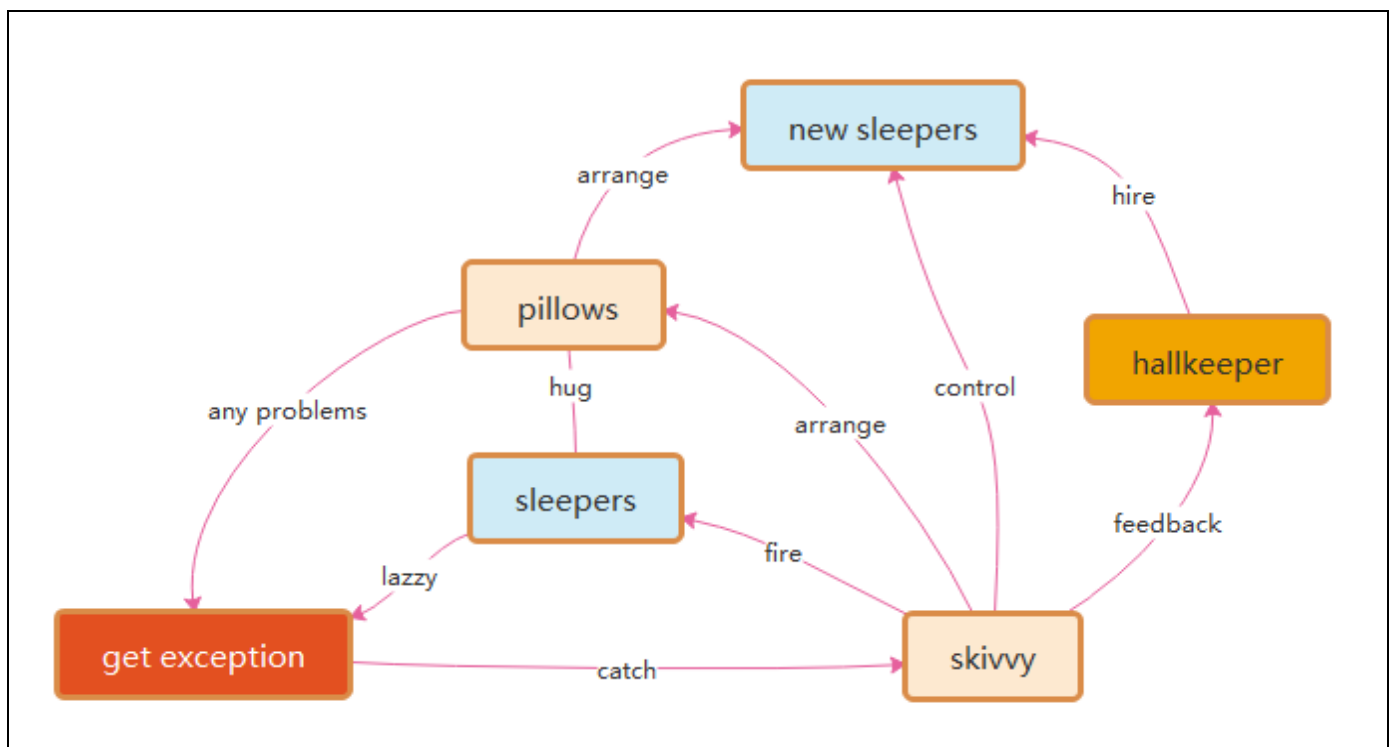 new sleepers
arrange
hire
pillows
hallkeeper
hug
control
any problems
arrange
sleepers
feedback
fire
lazzy
get exception
catch
skivvy